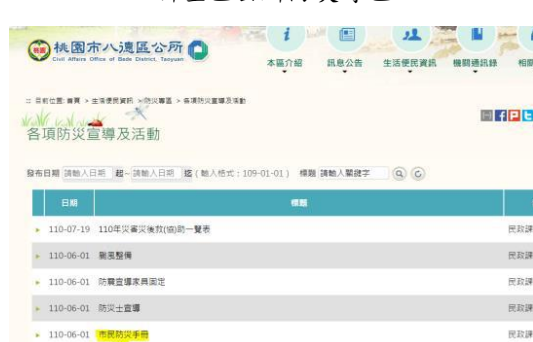 桃園市八德區公所
Civil Affairs Office of Bade District, Taoyuan
本區介紹 訊息公告 生活便民資訊 機關通訊錄
目前位置: 首頁 > 生活便民資訊 > 防災專區 > 各項防災宣導及活動
各項防災宣導及活動
發布日期 請輸入日期 起~ 請輸入日期 迄 ( 輸入格式 : 109-01-01 ) 標題 請輸入關鍵字
日期 標題
110-07-19 110年災害災後救(協)助一覽表 民政課
110-06-01 颱風整備 民政課
110-06-01 防震宣導家具固定 民政課
110-06-01 防災士宣導 民政課
110-06-01 市民防災手冊 民政課